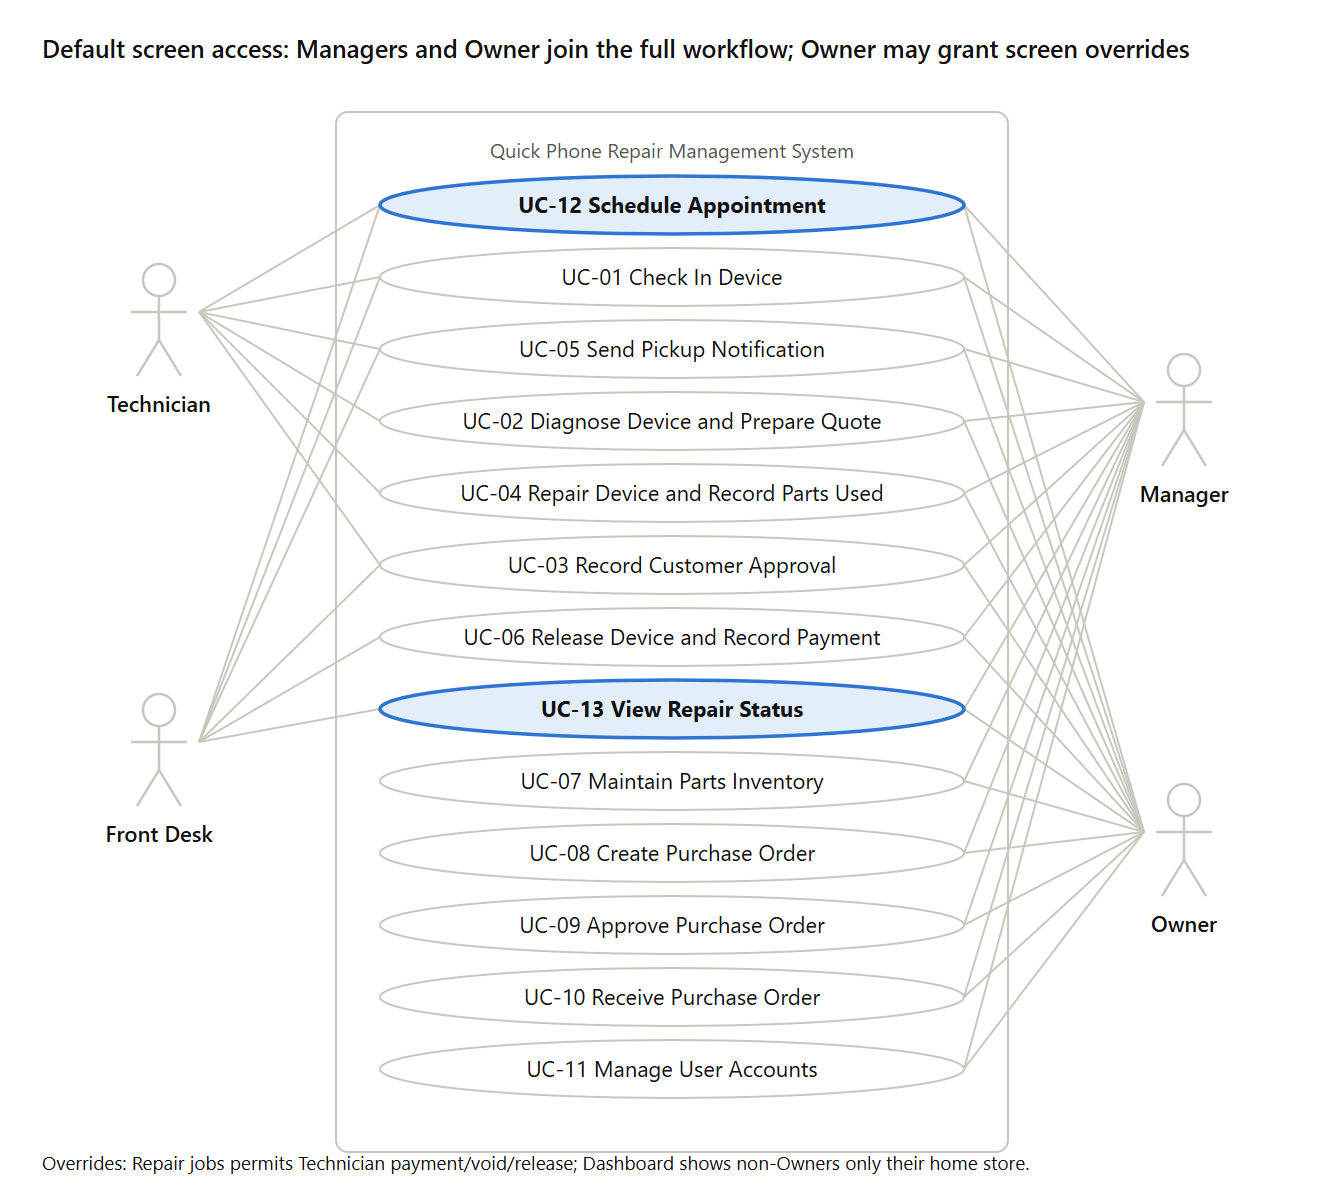 Default screen access: Managers and Owner join the full workflow; Owner may grant screen overrides
Quick Phone Repair Management System
UC-12 Schedule Appointment
UC-01 Check In Device
UC-05 Send Pickup Notification
UC-02 Diagnose Device and Prepare Quote
UC-04 Repair Device and Record Parts Used
UC-03 Record Customer Approval
UC-06 Release Device and Record Payment
UC-13 View Repair Status
UC-07 Maintain Parts Inventory
UC-08 Create Purchase Order
UC-09 Approve Purchase Order
UC-10 Receive Purchase Order
UC-11 Manage User Accounts
Technician
Front Desk
Manager
Owner
Overrides: Repair jobs permits Technician payment/void/release; Dashboard shows non-Owners only their home store.